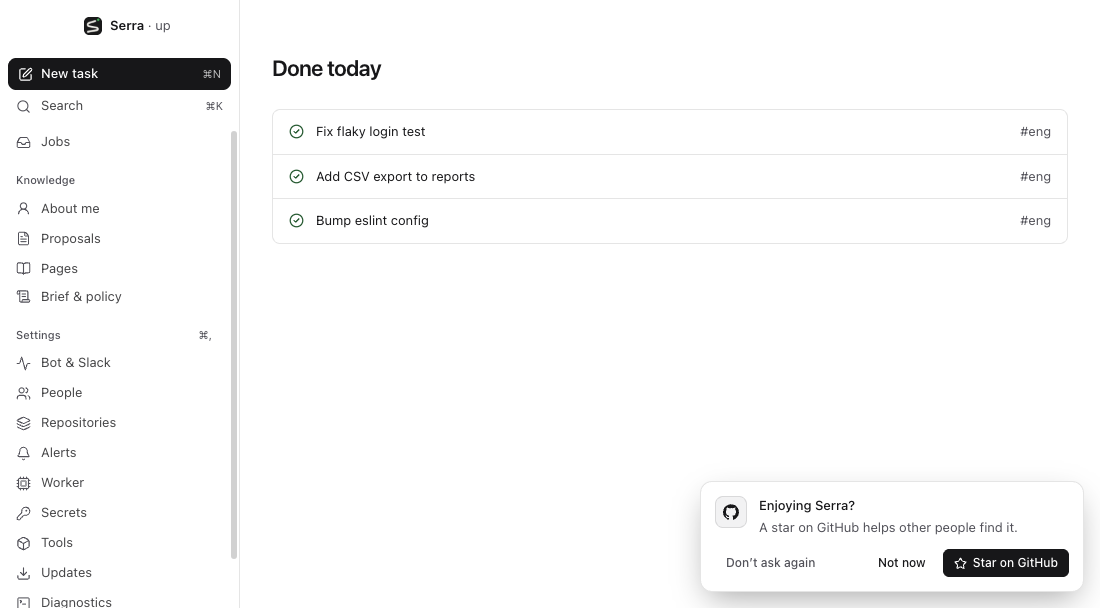 Serra · up
New task ⌘N
Search ⌘K
Jobs
Knowledge
About me
Proposals
Pages
Brief & policy
Settings ⌘,
Bot & Slack
People
Repositories
Alerts
Worker
Secrets
Tools
Updates
Diagnostics
Done today
Fix flaky login test #eng
Add CSV export to reports #eng
Bump eslint config #eng
Enjoying Serra?
A star on GitHub helps other people find it.
Don't ask again Not now Star on GitHub